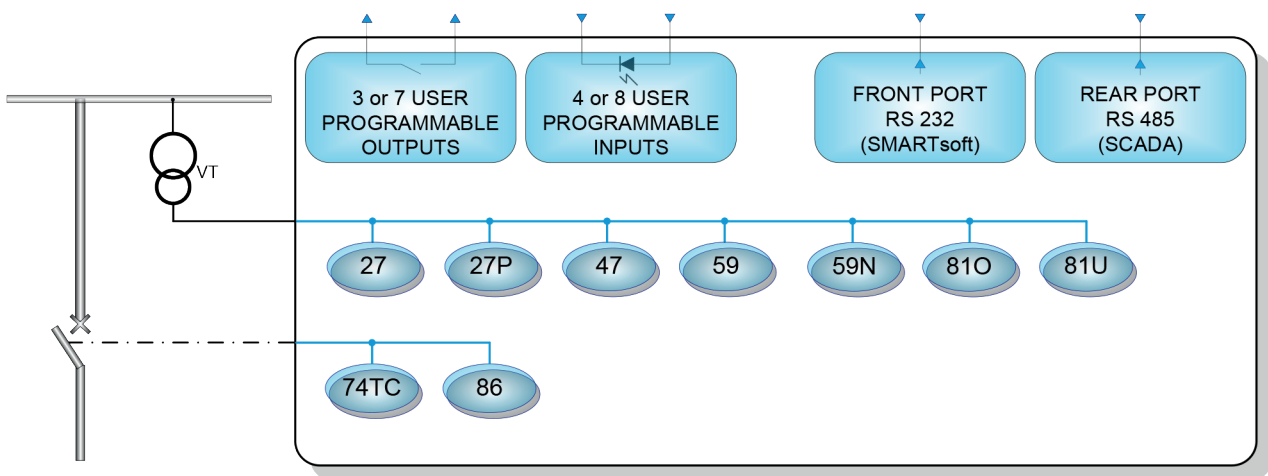 3 or 7 USER
PROGRAMMABLE
OUTPUTS
4 or 8 USER
PROGRAMMABLE
INPUTS
FRONT PORT
RS 232
(SMARTsoft)
REAR PORT
RS 485
(SCADA)
VT
27
27P
47
59
59N
81O
81U
74TC
86